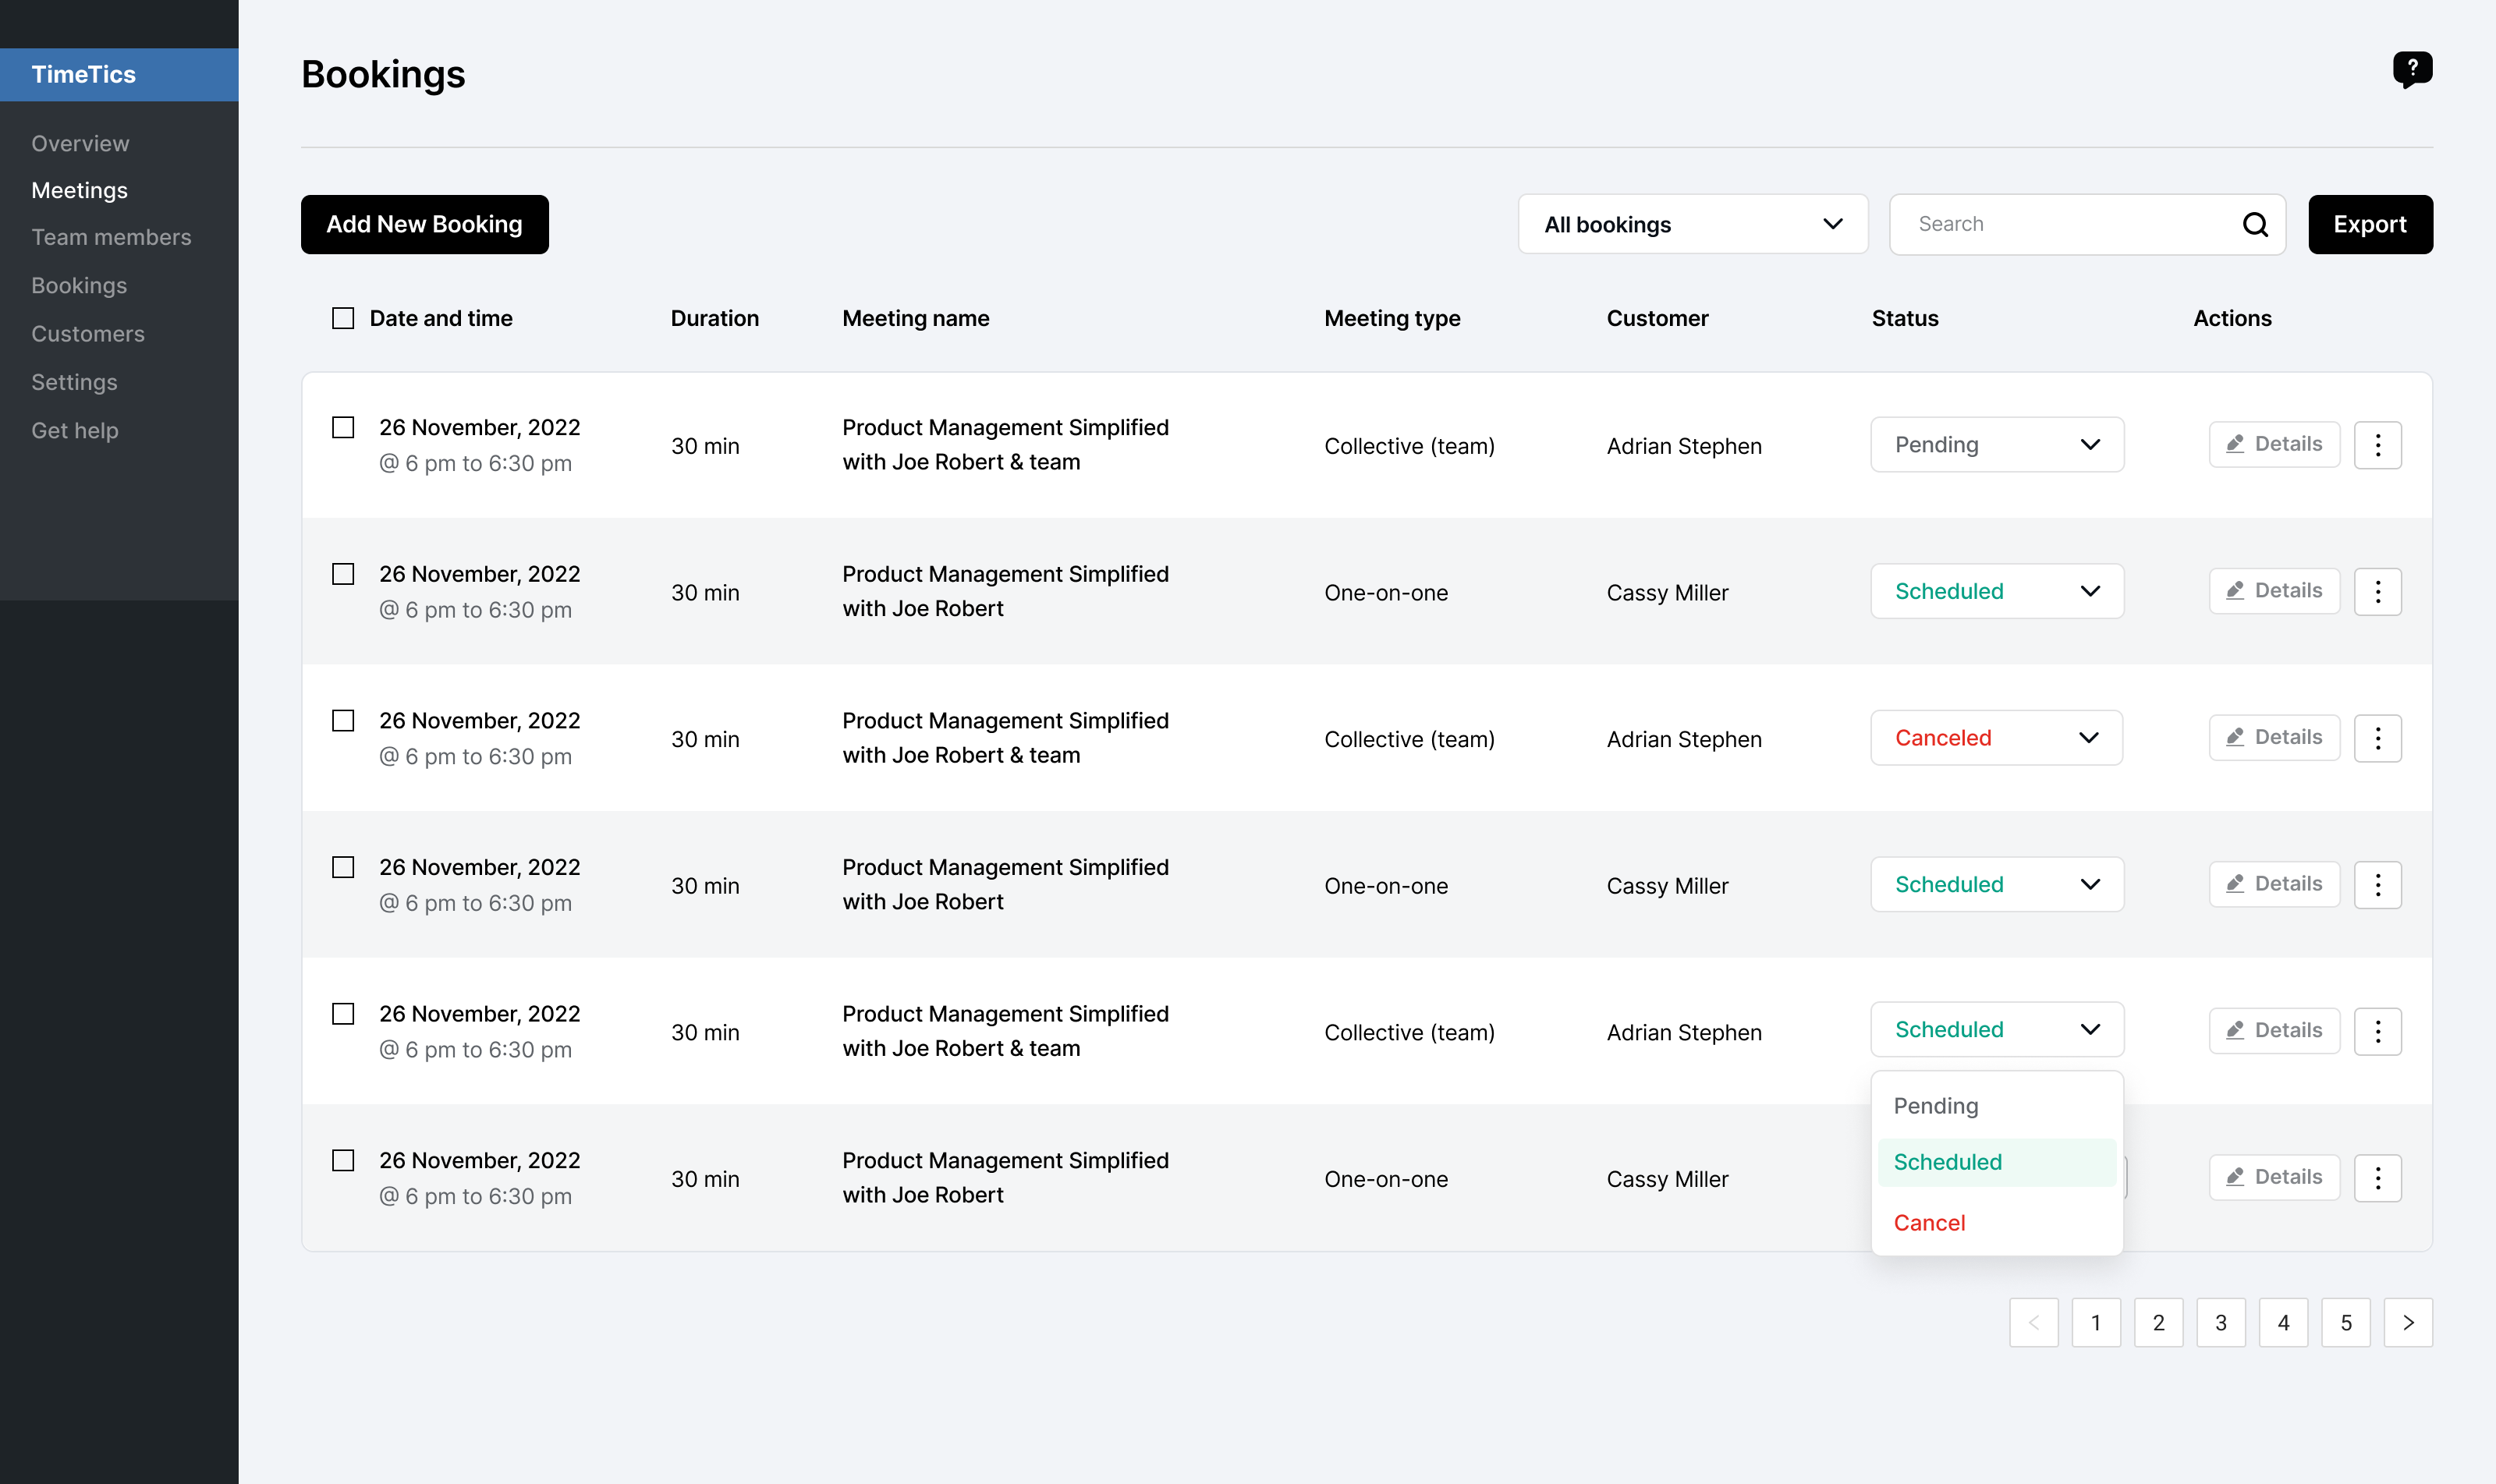 TimeTics
Overview
Meetings
Team members
Bookings
Customers
Settings
Get help
Bookings
?
Add New Booking
All bookings
Search
Export
Date and time
Duration
Meeting name
Meeting type
Customer
Status
Actions
26 November, 2022
@ 6 pm to 6:30 pm
30 min
Product Management Simplified
with Joe Robert & team
Collective (team)
Adrian Stephen
Pending
Details
26 November, 2022
@ 6 pm to 6:30 pm
30 min
Product Management Simplified
with Joe Robert
One-on-one
Cassy Miller
Scheduled
Details
26 November, 2022
@ 6 pm to 6:30 pm
30 min
Product Management Simplified
with Joe Robert & team
Collective (team)
Adrian Stephen
Canceled
Details
26 November, 2022
@ 6 pm to 6:30 pm
30 min
Product Management Simplified
with Joe Robert
One-on-one
Cassy Miller
Scheduled
Details
26 November, 2022
@ 6 pm to 6:30 pm
30 min
Product Management Simplified
with Joe Robert & team
Collective (team)
Adrian Stephen
Scheduled
Details
Pending
Scheduled
Cancel
26 November, 2022
@ 6 pm to 6:30 pm
30 min
Product Management Simplified
with Joe Robert
One-on-one
Cassy Miller
Details
< 1 2 3 4 5 >